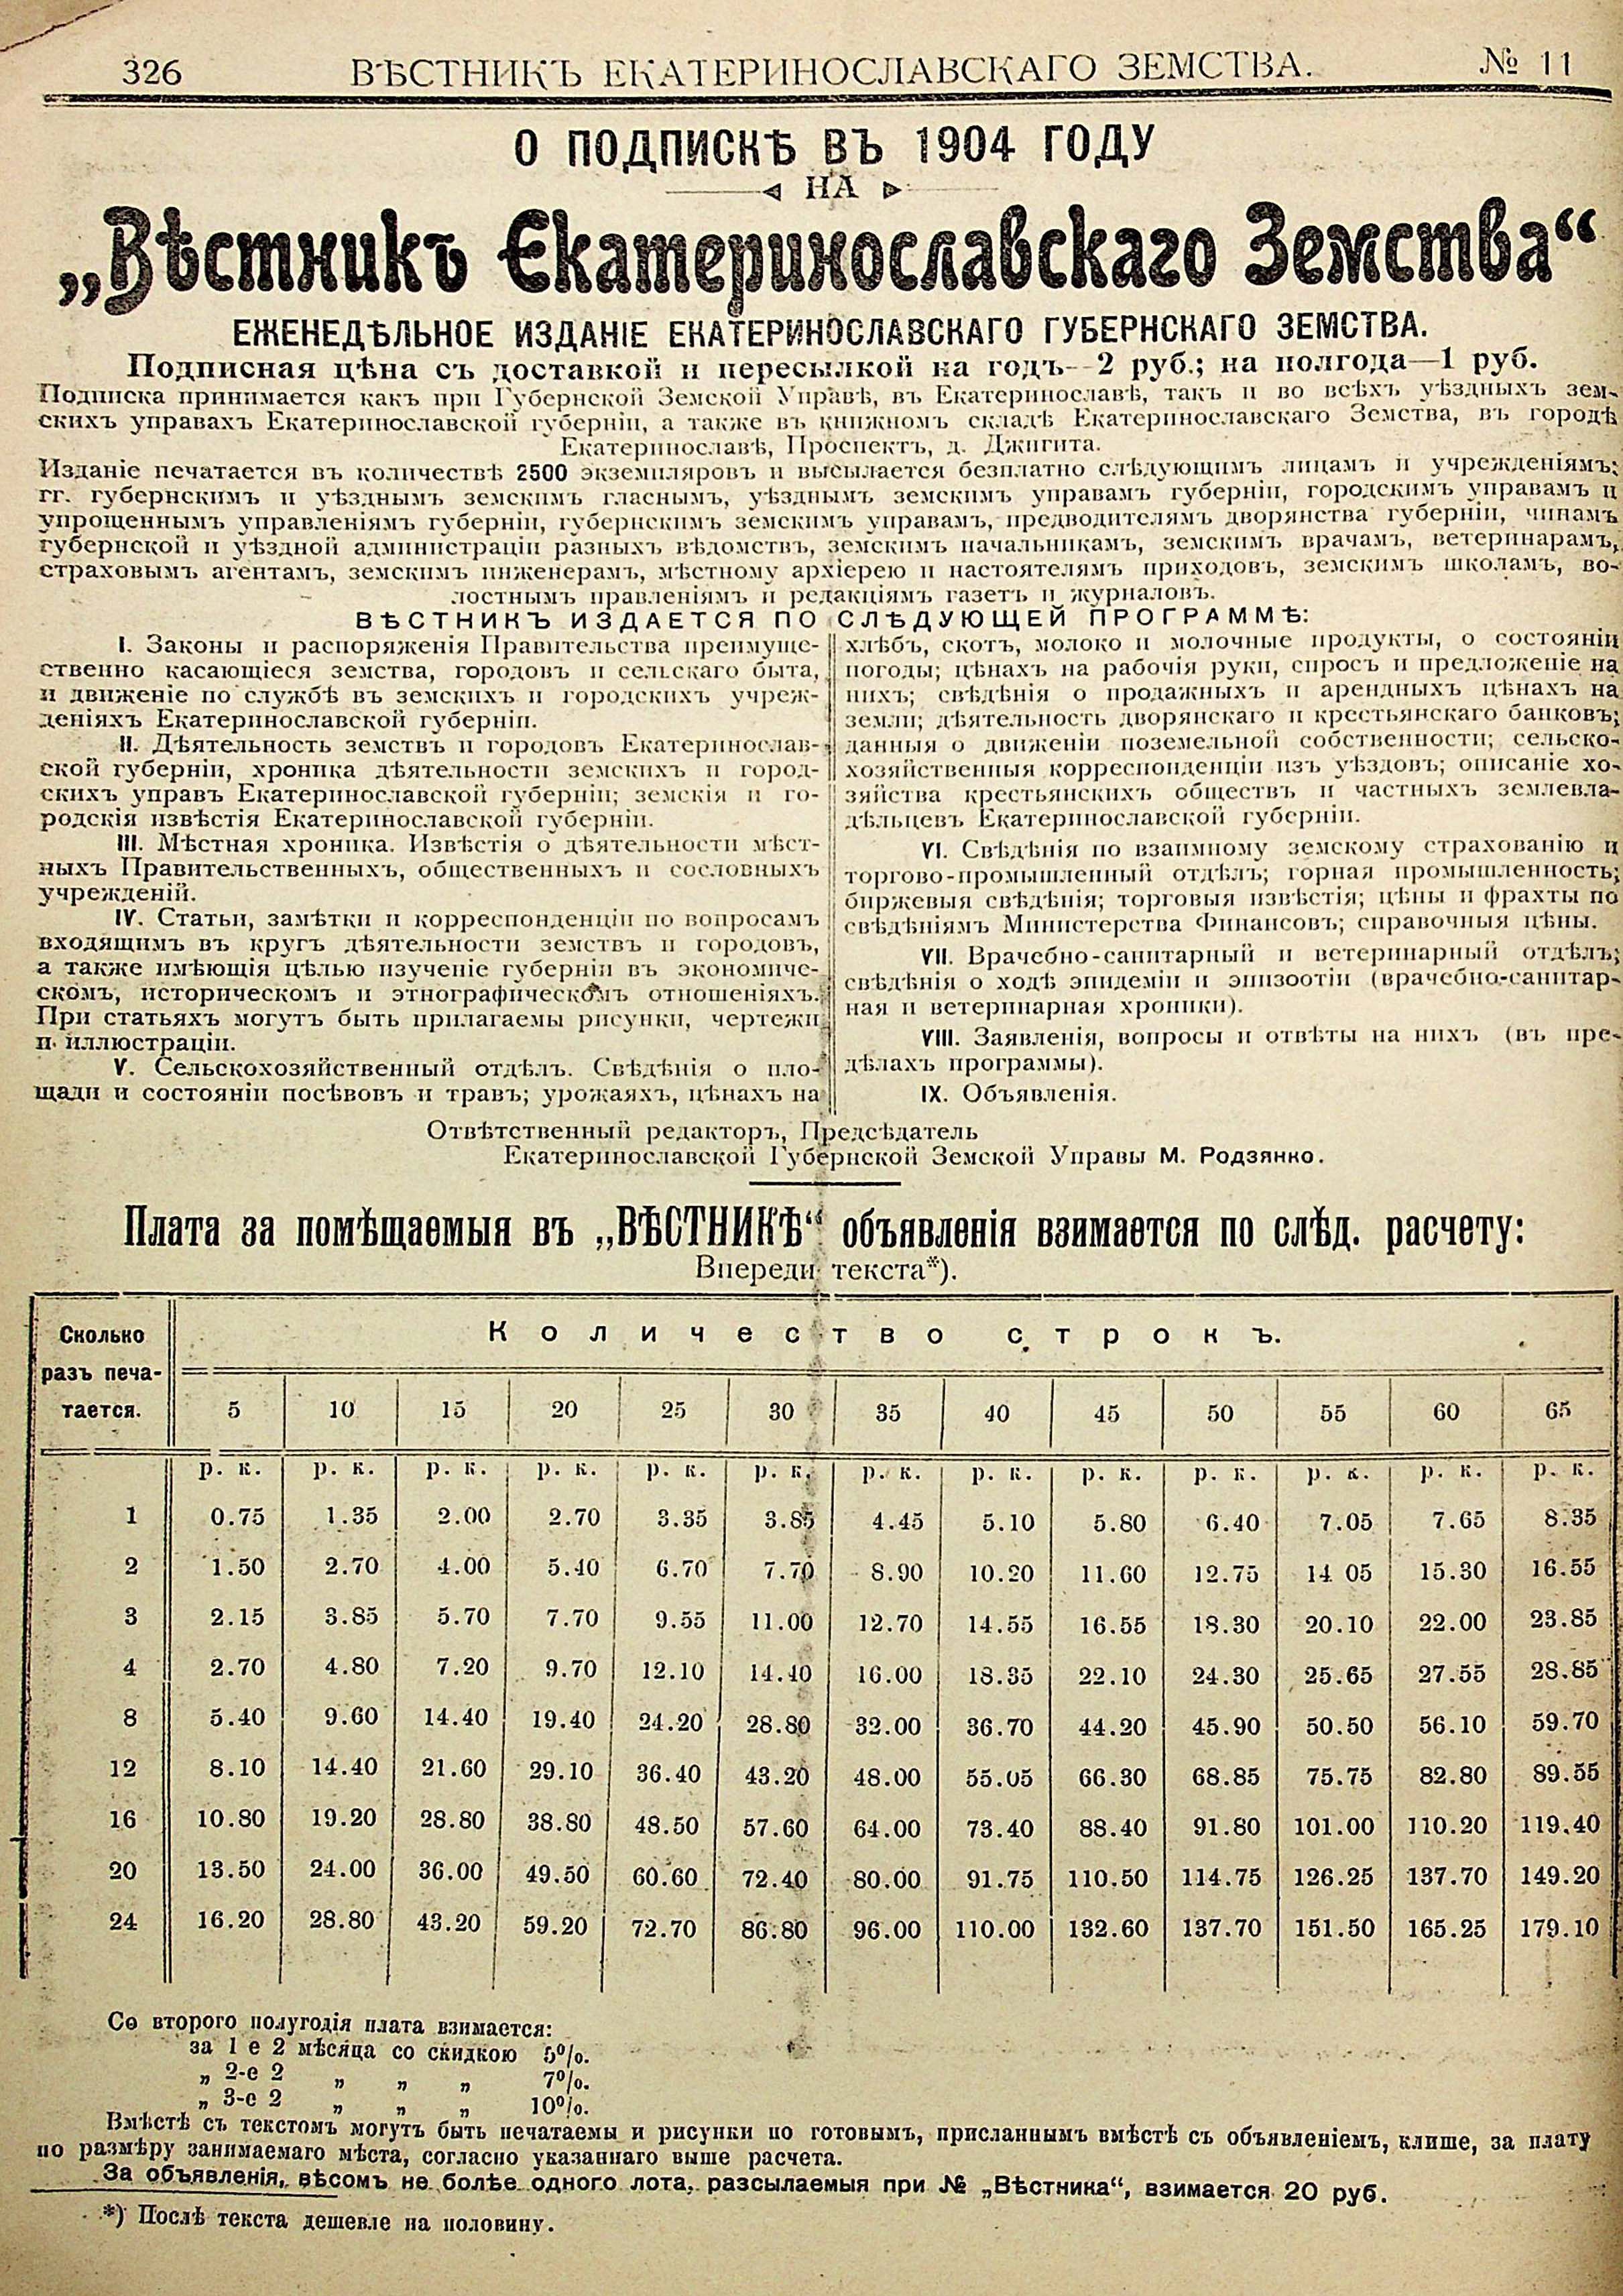 326 ВѢСТНИКЪ ЕКАТЕРИНОСЛАВСКАГО ЗЕМСТВА. № 11
О ПОДПИСКѢ ВЪ 1904 ГОДУ
НА
„Вѣстникъ Екатеринославскаго Земства“
ЕЖЕНЕДѢЛЬНОЕ ИЗДАНІЕ ЕКАТЕРИНОСЛАВСКАГО ГУБЕРНСКАГО ЗЕМСТВА.
Подписная цѣна съ доставкой и пересылкой на годъ—2 руб.; на полгода—1 руб.
Подписка принимается какъ при Губернской Земской Управѣ, въ Екатеринославѣ, такъ и во всѣхъ уѣздныхъ зем-
скихъ управахъ Екатеринославской губерніи, а также въ книжномъ складѣ Екатеринославскаго Земства, въ городѣ
Екатеринославѣ, Проспектъ, д. Джигита.
Изданіе печатается въ количествѣ 2500 экземпляровъ и высылается безплатно слѣдующимъ лицамъ и учрежденіямъ:
гг. губернскимъ и уѣзднымъ земскимъ гласнымъ, уѣзднымъ земскимъ управамъ губерніи, городскимъ управамъ и
упрощеннымъ управленіямъ губерніи, губернскимъ земскимъ управамъ, предводителямъ дворянства губерніи, чинамъ
губернской и уѣздной администраціи разныхъ вѣдомствъ, земскимъ начальникамъ, земскимъ врачамъ, ветеринарамъ,
страховымъ агентамъ, земскимъ инженерамъ, мѣстному архіерею и настоятелямъ приходовъ, земскимъ школамъ, во-
лостнымъ правленіямъ и редакціямъ газетъ и журналовъ.
ВѢСТНИКЪ ИЗДАЕТСЯ ПО СЛѢДУЮЩЕЙ ПРОГРАММѢ:
I. Законы и распоряженія Правительства преимуще-
ственно касающіеся земства, городовъ и сельскаго быта,
и движеніе по службѣ въ земскихъ и городскихъ учреж-
деніяхъ Екатеринославской губерніи.
II. Дѣятельность земствъ и городовъ Екатеринослав-
ской губерніи, хроника дѣятельности земскихъ и город-
скихъ управъ Екатеринославской губерніи; земскія и го-
родскія извѣстія Екатеринославской губерніи.
III. Мѣстная хроника. Извѣстія о дѣятельности мѣст-
ныхъ Правительственныхъ, общественныхъ и сословныхъ
учрежденій.
IV. Статьи, замѣтки и корреспонденціи по вопросамъ
входящимъ въ кругъ дѣятельности земствъ и городовъ,
а также имѣющія цѣлью изученіе губерніи въ экономиче-
скомъ, историческомъ и этнографическомъ отношеніяхъ.
При статьяхъ могутъ быть прилагаемы рисунки, чертежи
и иллюстраціи.
V. Сельскохозяйственный отдѣлъ. Свѣдѣнія о пло-
щади и состояніи посѣвовъ и травъ; урожаяхъ, цѣнахъ на
хлѣбъ, скотъ, молоко и молочные продукты, о состояніи
погоды; цѣнахъ на рабочія руки, спросъ и предложеніе на
нихъ; свѣдѣнія о продажныхъ и арендныхъ цѣнахъ на
земли; дѣятельность дворянскаго и крестьянскаго банковъ;
данныя о движеніи поземельной собственности; сельско-
хозяйственныя корреспонденціи изъ уѣздовъ; описаніе хо-
зяйства крестьянскихъ обществъ и частныхъ землевла-
дѣльцевъ Екатеринославской губерніи.
VI. Свѣдѣнія по взаимному земскому страхованію и
торгово-промышленный отдѣлъ; горная промышленность;
биржевыя свѣдѣнія; торговыя извѣстія; цѣны и фрахты по
свѣдѣніямъ Министерства Финансовъ; справочныя цѣны.
VII. Врачебно-санитарный и ветеринарный отдѣлъ;
свѣдѣнія о ходѣ эпидеміи и эпизоотіи (врачебно-санитар-
ная и ветеринарная хроники).
VIII. Заявленія, вопросы и отвѣты на нихъ (въ пре-
дѣлахъ программы).
IX. Объявленія.
Отвѣтственный редакторъ, Предсѣдатель
Екатеринославской Губернской Земской Управы М. Родзянко.
Плата за помѣщаемыя въ „ВѢСТНИКѢ“ объявленія взимается по слѣд. расчету:
Впереди текста*).
Сколько разъ печа-тается. Количество строкъ.
5 10 15 20 25 30 35 40 45 50 55 60 65
р. к. р. к. р. к. р. к. р. к. р. к. р. к. р. к. р. к. р. к. р. к. р. к. р. к.
1 0.75 1.35 2.00 2.70 3.35 3.85 4.45 5.10 5.80 6.40 7.05 7.65 8.35
2 1.50 2.70 4.00 5.40 6.70 7.70 8.90 10.20 11.60 12.75 14 05 15.30 16.55
3 2.15 3.85 5.70 7.70 9.55 11.00 12.70 14.55 16.55 18.30 20.10 22.00 23.85
4 2.70 4.80 7.20 9.70 12.10 14.40 16.00 18.35 22.10 24.30 25.65 27.55 28.85
8 5.40 9.60 14.40 19.40 24.20 28.80 32.00 36.70 44.20 45.90 50.50 56.10 59.70
12 8.10 14.40 21.60 29.10 36.40 43.20 48.00 55.05 66.30 68.85 75.75 82.80 89.55
16 10.80 19.20 28.80 38.80 48.50 57.60 64.00 73.40 88.40 91.80 101.00 110.20 119.40
20 13.50 24.00 36.00 49.50 60.60 72.40 80.00 91.75 110.50 114.75 126.25 137.70 149.20
24 16.20 28.80 43.20 59.20 72.70 86.80 96.00 110.00 132.60 137.70 151.50 165.25 179.10
Со второго полугодія плата взимается:
за 1 е 2 мѣсяца со скидкою 5%.
„ 2-е 2 „ „ „ 7%.
„ 3-е 2 „ „ „ 10%.
Вмѣстѣ съ текстомъ могутъ быть печатаемы и рисунки по готовымъ, присланнымъ вмѣстѣ съ объявленіемъ, клише, за плату
по размѣру занимаемаго мѣста, согласно указаннаго выше расчета.
За объявленія, вѣсомъ не болѣе одного лота, разсылаемыя при № „Вѣстника“, взимается 20 руб.
*) Послѣ текста дешевле на половину.